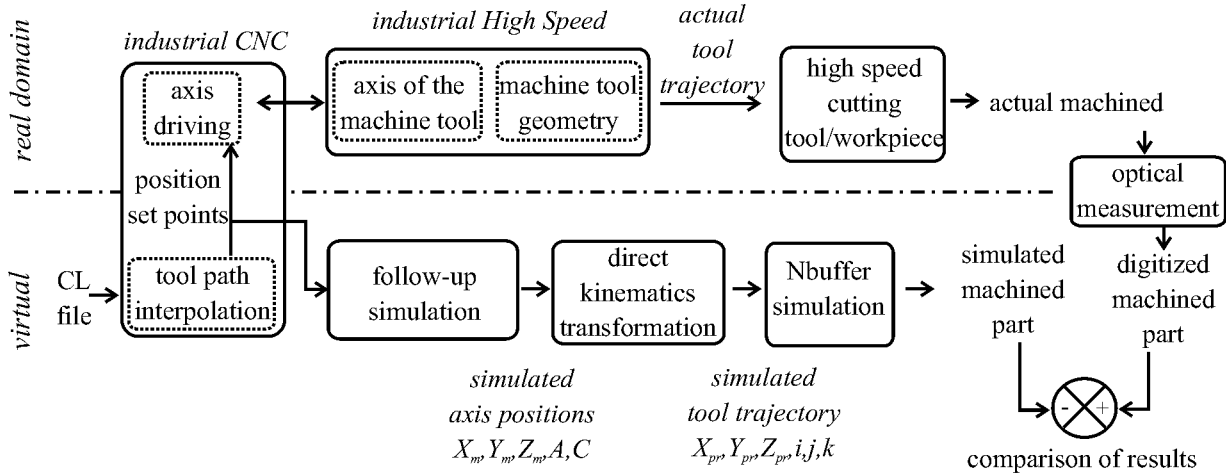 real domain
industrial CNC
axis
driving
position
set points
industrial High Speed
axis of the
machine tool
machine tool
geometry
actual
tool
trajectory
high speed
cutting
tool/workpiece
actual machined
optical
measurement
virtual
CL
file
tool path
interpolation
follow-up
simulation
simulated
axis positions
Xm,Ym,Zm,A,C
direct
kinematics
transformation
simulated
tool trajectory
Xpr,Ypr,Zpr,i,j,k
Nbuffer
simulation
simulated
machined
part
digitized
machined
part
- +
comparison of results